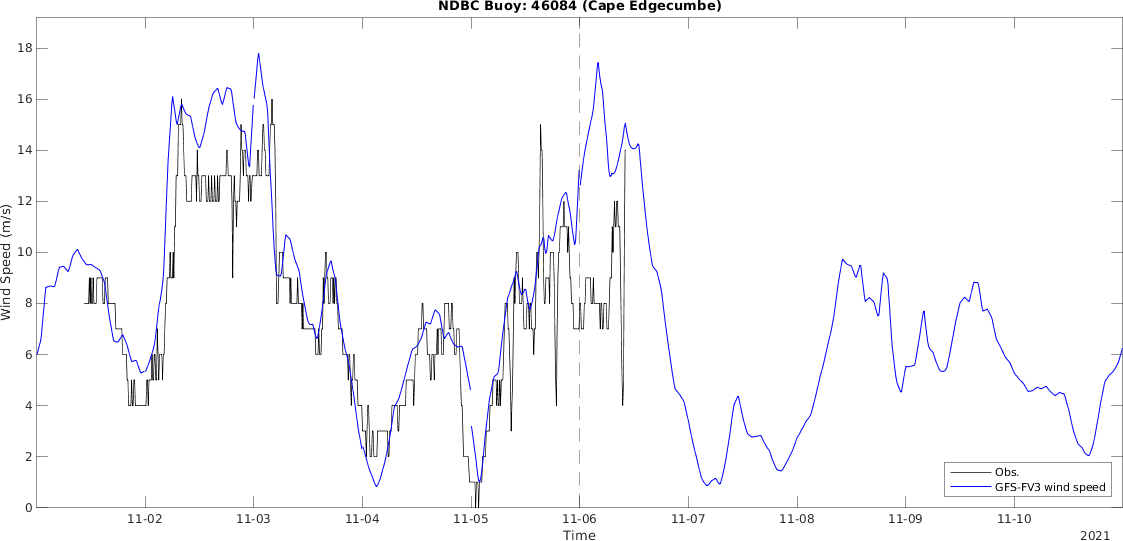 NDBC Buoy: 46084 (Cape Edgecumbe)
Wind Speed (m/s)
18
16
14
12
10
8
6
4
2
0
11-02 11-03 11-04 11-05 11-06 11-07 11-08 11-09 11-10
Time
2021
Obs.
GFS-FV3 wind speed